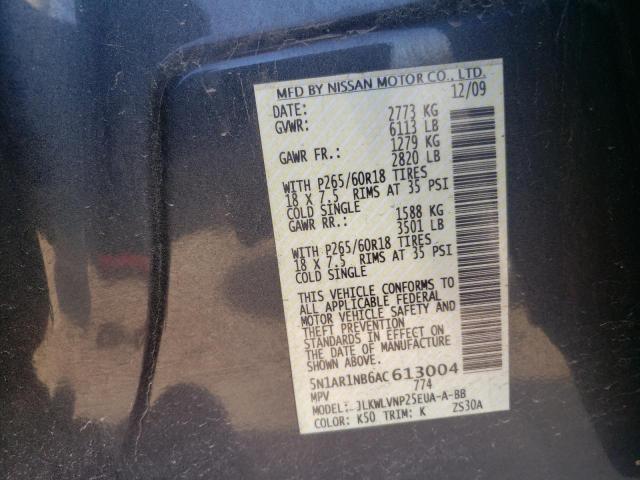 MFD BY NISSAN MOTOR CO., LTD.
DATE: 12/09
GVWR: 2773 KG
6113 LB
GAWR FR.: 1279 KG
2820 LB
WITH P265/60R18 TIRES
18 X 7.5 RIMS AT 35 PSI
COLD SINGLE
GAWR RR.: 1588 KG
3501 LB
WITH P265/60R18 TIRES
18 X 7.5 RIMS AT 35 PSI
COLD SINGLE
THIS VEHICLE CONFORMS TO
ALL APPLICABLE FEDERAL
MOTOR VEHICLE SAFETY AND
THEFT PREVENTION
STANDARDS IN EFFECT ON
THE DATE OF MANUFACTURE
SHOWN ABOVE.
5N1AR1NB6AC613004
MPV 774
MODEL: JLKWLVNP25EUA-A-BB
COLOR: K50 TRIM: K ZS30A